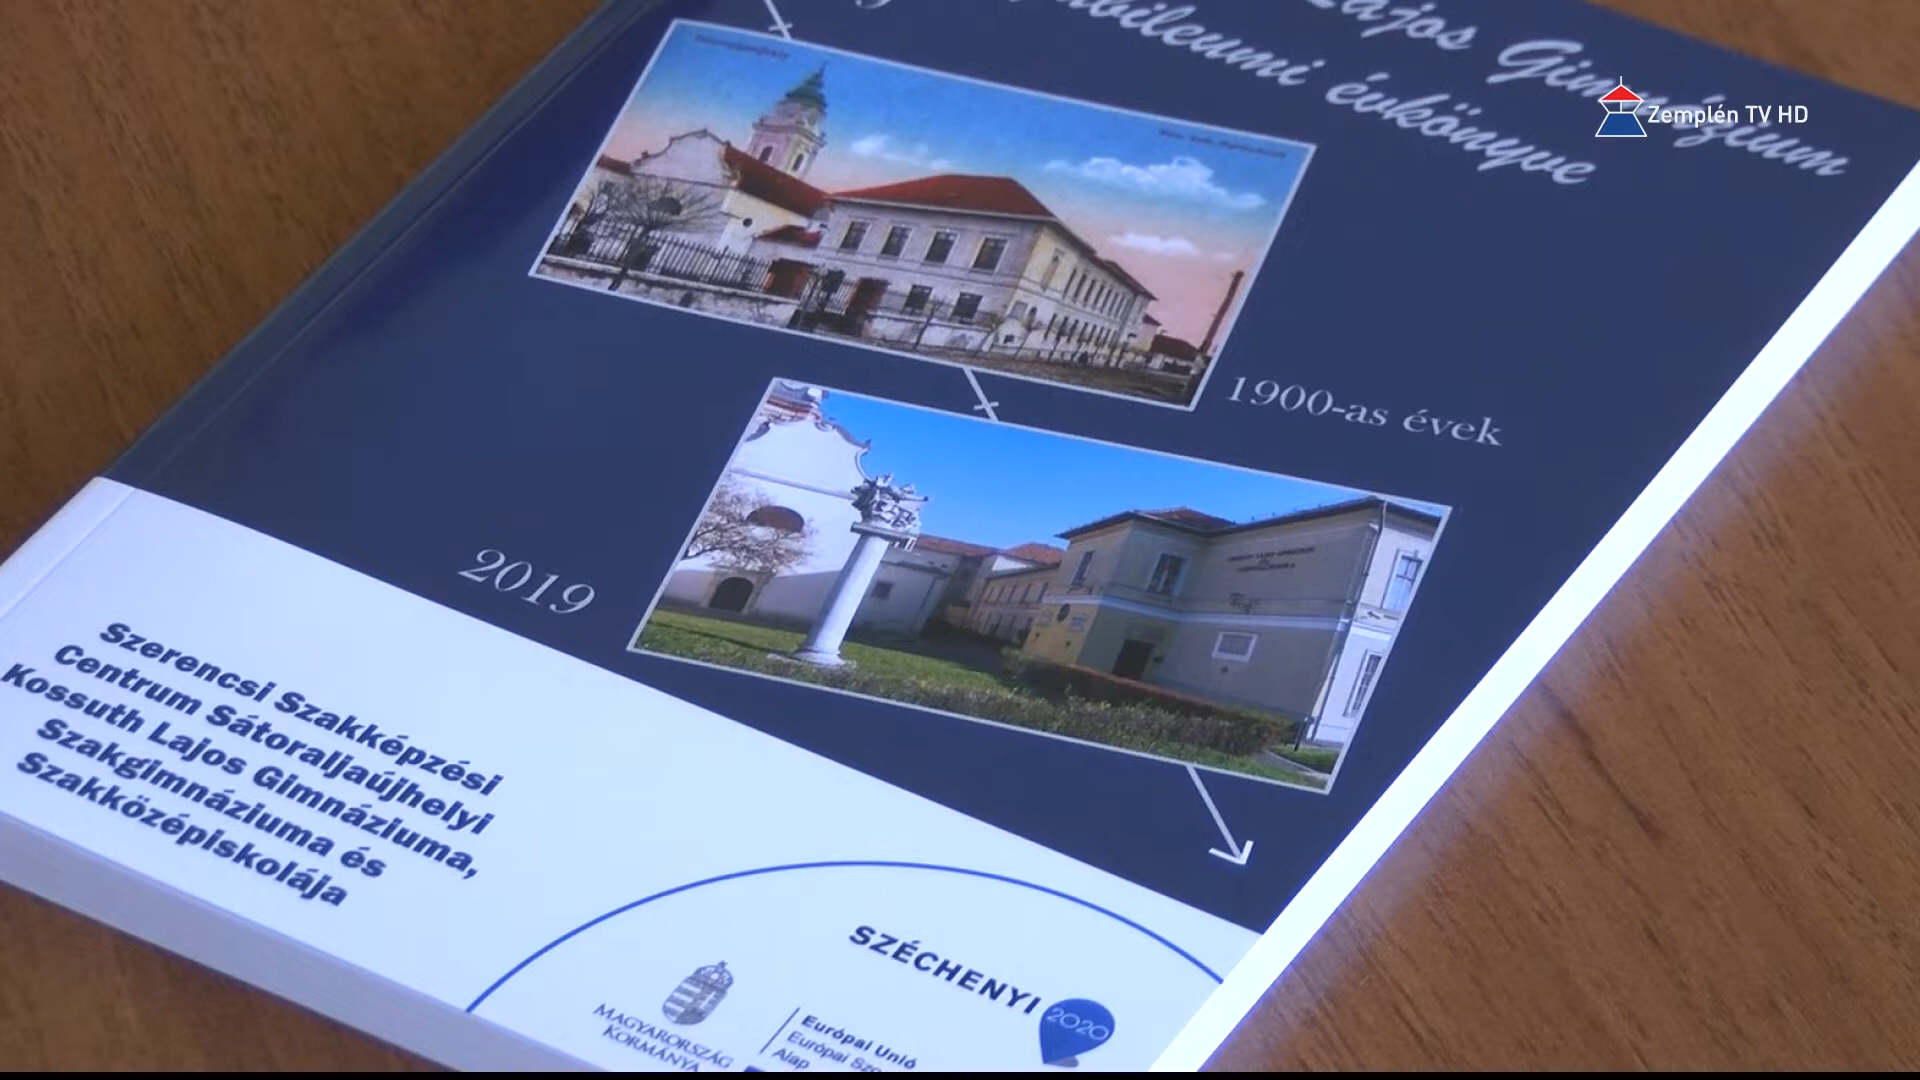 Lajos Gimnázium
jubileumi évkönyve
Zemplén TV HD
1900-as évek
2019
Szerencsi Szakképzési
Centrum Sátoraljaújhelyi
Kossuth Lajos Gimnáziuma,
Szakgimnáziuma és
Szakközépiskolája
SZÉCHENYI 2020
MAGYARORSZÁG
KORMÁNYA
Európai Unió
Európai Szo
Alap